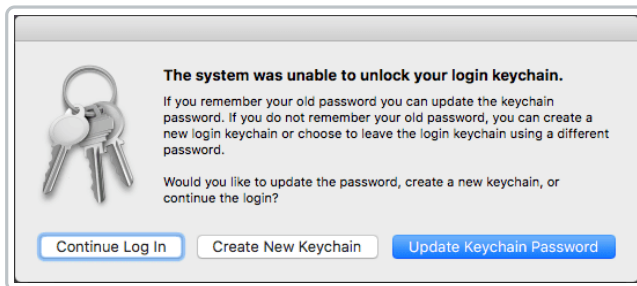 The system was unable to unlock your login keychain.
If you remember your old password you can update the keychain
password. If you do not remember your old password, you can create a
new login keychain or choose to leave the login keychain using a different
password.
Would you like to update the password, create a new keychain, or
continue the login?
Continue Log In
Create New Keychain
Update Keychain Password